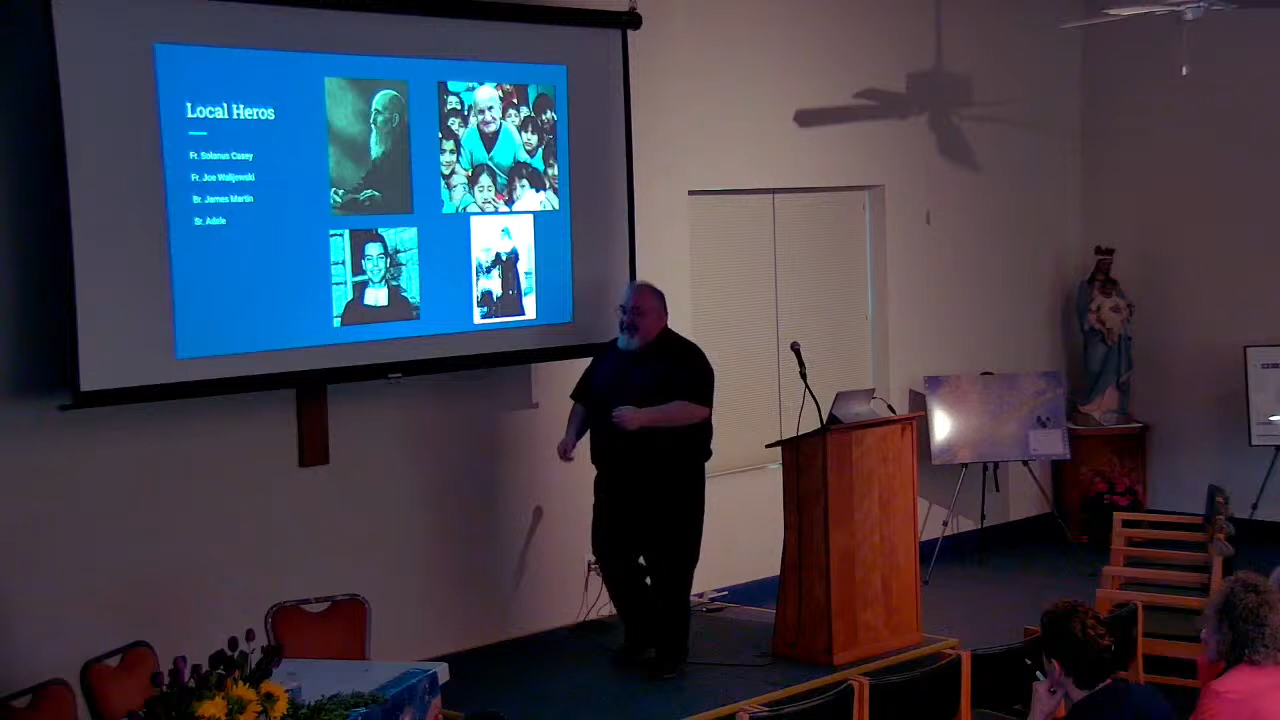 Local Heros
Fr. Solanus Casey
Fr. Joe Walijewski
Br. James Martin
Sr. Adele